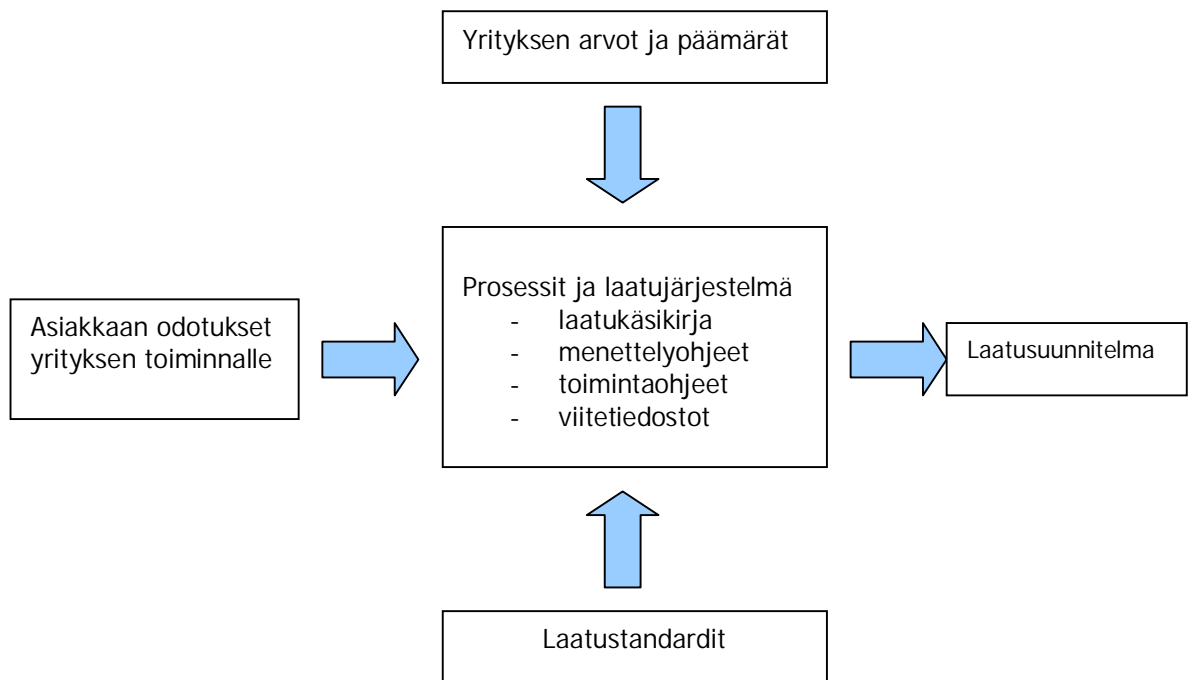 Yrityksen arvot ja päämärät
Prosessit ja laatujärjestelmä
- laatukäsikirja
- menettelyohjeet
- toimintaohjeet
- viitetiedostot
Asiakkaan odotukset
yrityksen toiminnalle
Laatusuunnitelma
Laatustandardit